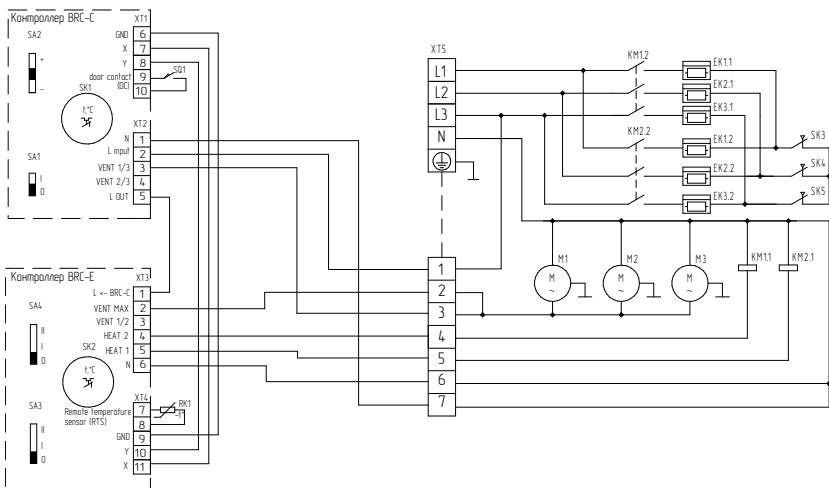 Контроллер BRC-C
XT1
SA2
GND 6
X 7
Y 8
door contact (DC) 9
10
SQ1
+
-
SK1
t,°C
XT2
N 1
L input 2
VENT 1/3 3
VENT 2/3 4
L OUT 5
SA1
I
0
Контроллер BRC-E
XT3
L <- BRC-C 1
VENT MAX 2
VENT 1/2 3
HEAT 2 4
HEAT 1 5
N 6
SA4
II
I
0
SK2
t,°C
XT4
RK1
-t°
Remote temperature
sensor (RTS)
7
8
GND 9
Y 10
X 11
SA3
II
I
0
XT5
L1
L2
L3
N
1
2
3
4
5
6
7
KM1.2
EK1.1
EK2.1
EK3.1
KM2.2
EK1.2
EK2.2
EK3.2
SK3
SK4
SK5
M1
M2
M3
M
~
M
~
M
~
KM1.1
KM2.1